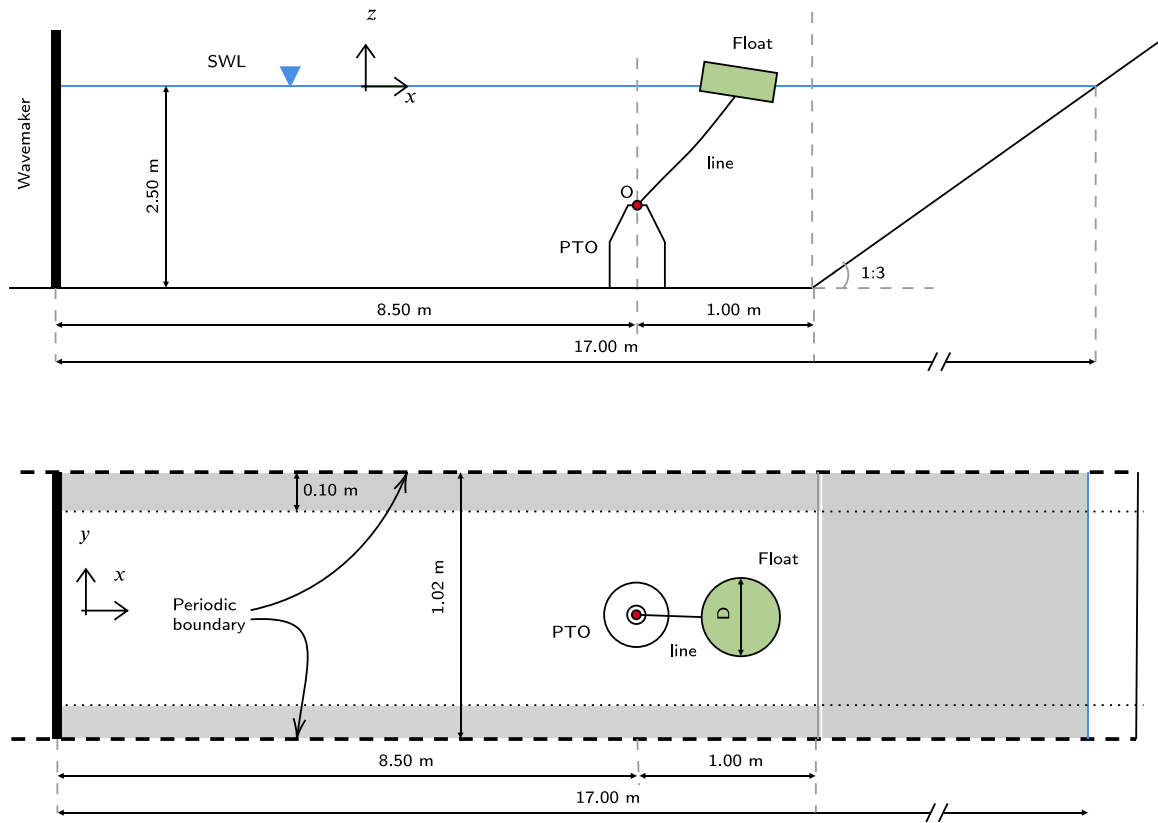 z
SWL
Float
x
Wavemaker
line
2.50 m
O
PTO
1:3
8.50 m
1.00 m
17.00 m
0.10 m
y
x
1.02 m
Float
D
Periodic
boundary
PTO
line
8.50 m
1.00 m
17.00 m